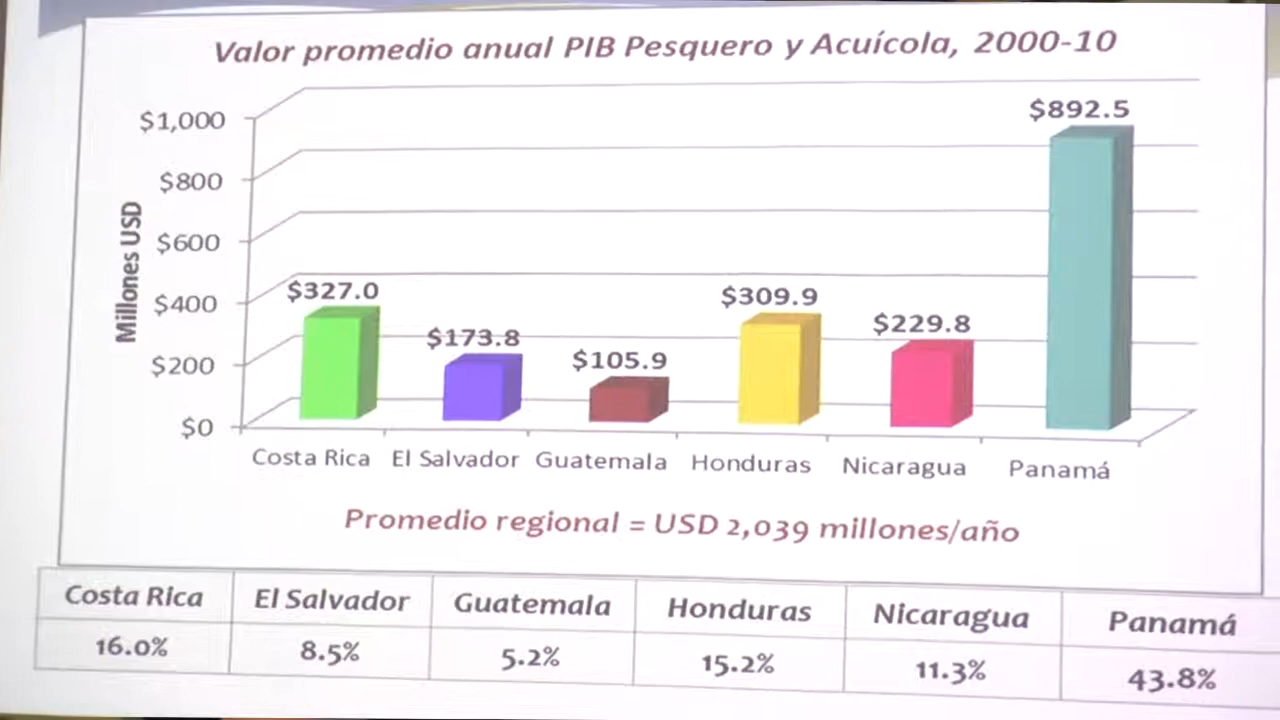 Valor promedio anual PIB Pesquero y Acuícola, 2000-10
$1,000
$800
$600
$400
$200
$0
Millones USD
$327.0
$173.8
$105.9
$309.9
$229.8
$892.5
Costa Rica El Salvador Guatemala Honduras Nicaragua Panamá
Promedio regional = USD 2,039 millones/año
Costa Rica El Salvador Guatemala Honduras Nicaragua Panamá
16.0% 8.5% 5.2% 15.2% 11.3% 43.8%